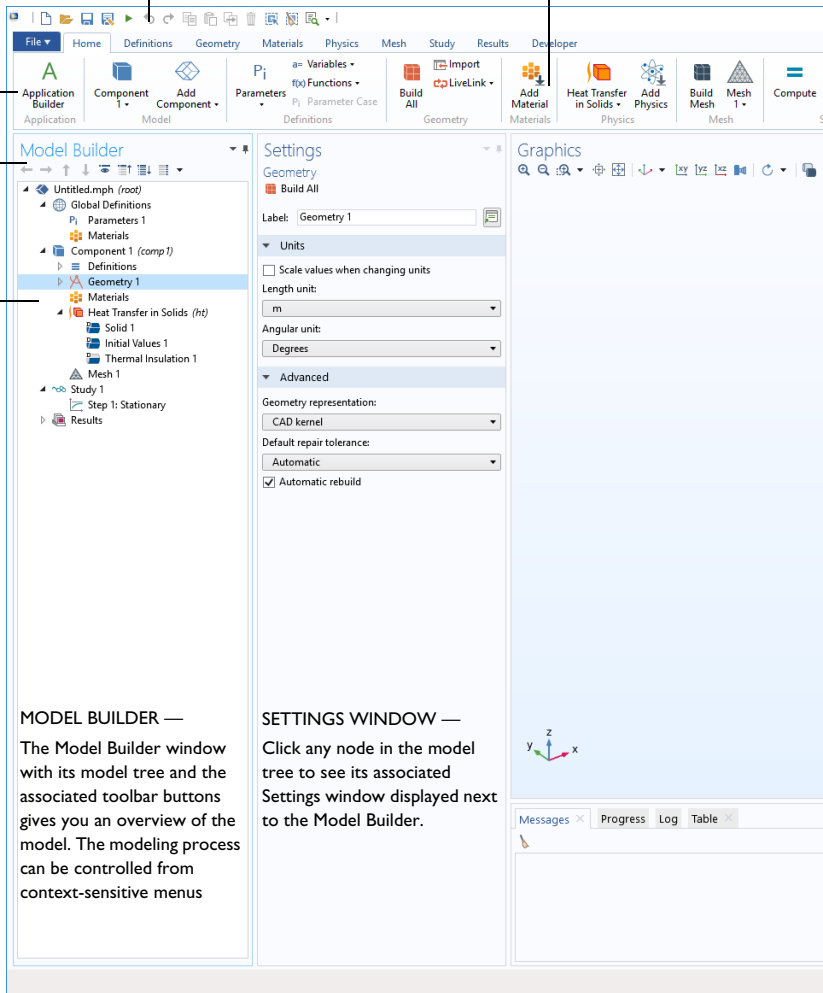 File
Home Definitions Geometry Materials Physics Mesh Study Results Developer
A
Application Builder
Application
Component 1
Add Component
Model
Pi
Parameters
a= Variables
f(x) Functions
Pi Parameter Case
Definitions
Build All
Import
LiveLink
Geometry
Add Material
Materials
Heat Transfer in Solids
Add Physics
Physics
Build Mesh
Mesh 1
Mesh
=
Compute
S
Model Builder
Untitled.mph (root)
Global Definitions
Pi Parameters 1
Materials
Component 1 (comp1)
Definitions
Geometry 1
Materials
Heat Transfer in Solids (ht)
Solid 1
Initial Values 1
Thermal Insulation 1
Mesh 1
Study 1
Step 1: Stationary
Results
MODEL BUILDER —
The Model Builder window
with its model tree and the
associated toolbar buttons
gives you an overview of the
model. The modeling process
can be controlled from
context-sensitive menus
Settings
Geometry
Build All
Label: Geometry 1
Units
Scale values when changing units
Length unit:
m
Angular unit:
Degrees
Advanced
Geometry representation:
CAD kernel
Default repair tolerance:
Automatic
Automatic rebuild
SETTINGS WINDOW —
Click any node in the model
tree to see its associated
Settings window displayed next
to the Model Builder.
Graphics
xy yz xz
z
y x
Messages Progress Log Table